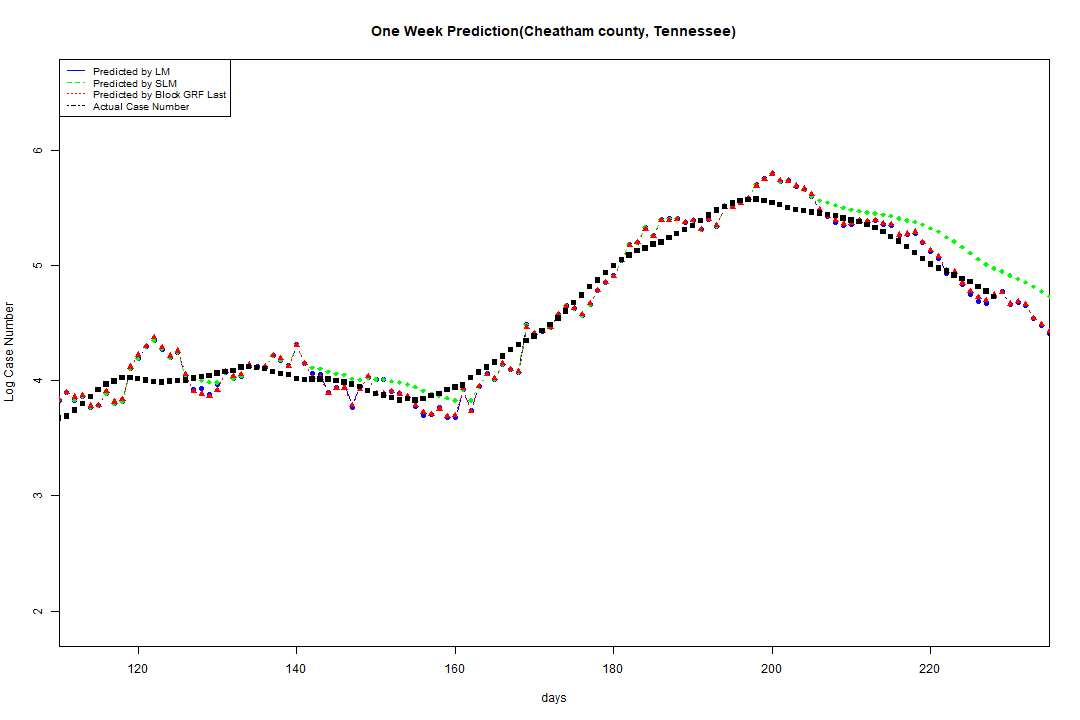 One Week Prediction(Cheatham county, Tennessee)
Predicted by LM
Predicted by SLM
Predicted by Block GRF Last
Actual Case Number
6
5
4
3
2
Log Case Number
120 140 160 180 200 220
days